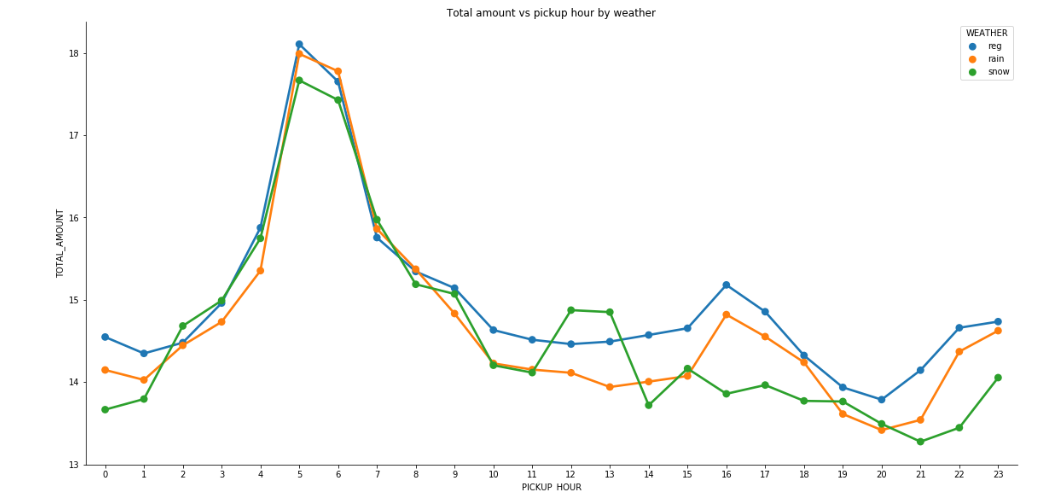 Total amount vs pickup hour by weather
WEATHER
reg
rain
snow
18
17
16
15
14
13
TOTAL_AMOUNT
0 1 2 3 4 5 6 7 8 9 10 11 12 13 14 15 16 17 18 19 20 21 22 23
PICKUP HOUR